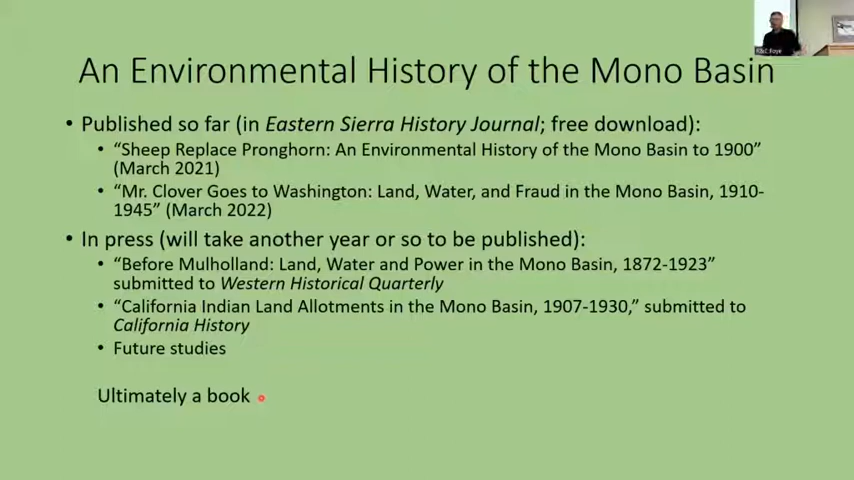 An Environmental History of the Mono Basin
• Published so far (in Eastern Sierra History Journal; free download):
• “Sheep Replace Pronghorn: An Environmental History of the Mono Basin to 1900”
(March 2021)
• “Mr. Clover Goes to Washington: Land, Water, and Fraud in the Mono Basin, 1910-
1945” (March 2022)
• In press (will take another year or so to be published):
• “Before Mulholland: Land, Water and Power in the Mono Basin, 1872-1923”
submitted to Western Historical Quarterly
• “California Indian Land Allotments in the Mono Basin, 1907-1930,” submitted to
California History
• Future studies
Ultimately a book